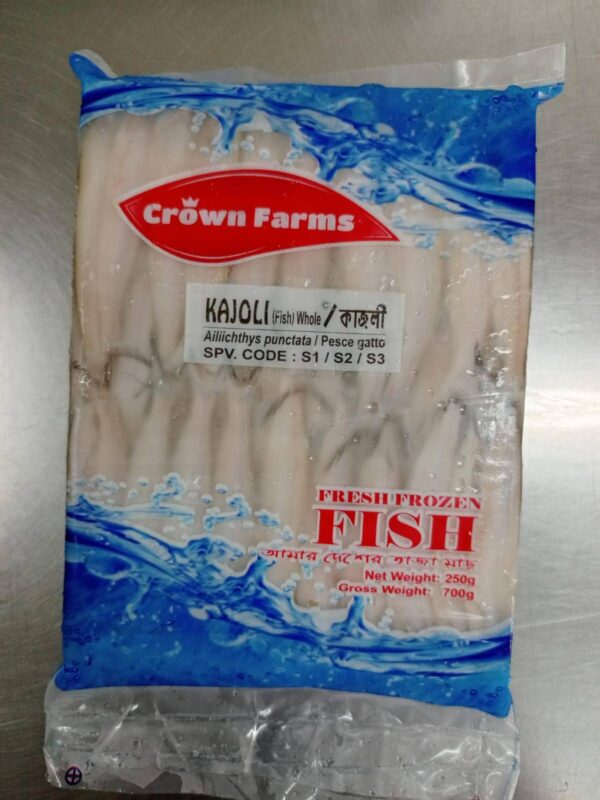 Crown Farms
KAJOLI (Fish) Whole © / কাজলী
Ailiichthys punctata / Pesce gatto
SPV. CODE : S1 / S2 / S3
FRESH FROZEN
FISH
আমার দেশের তাজা মাছ
Net Weight: 250g
Gross Weight: 700g